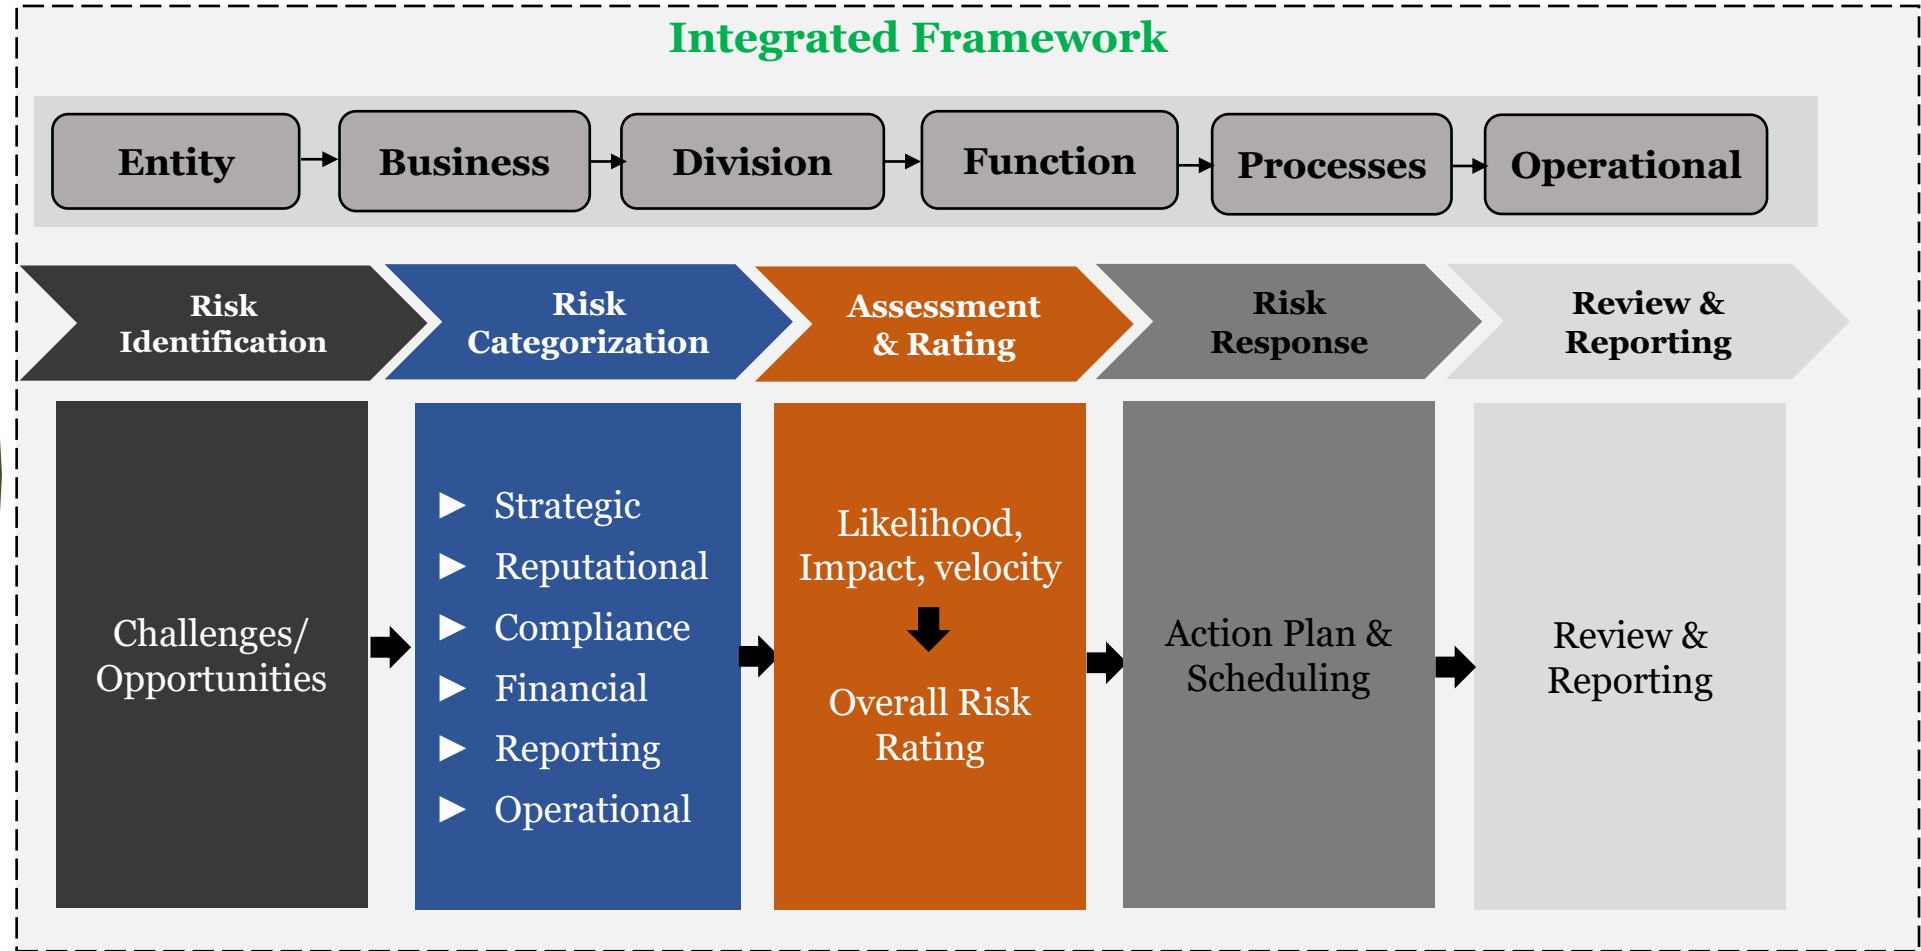 Integrated Framework
Entity
Business
Division
Function
Processes
Operational
Risk
Identification
Risk
Categorization
Assessment
& Rating
Risk
Response
Review &
Reporting
Challenges/
Opportunities
► Strategic
► Reputational
► Compliance
► Financial
► Reporting
► Operational
Likelihood,
Impact, velocity
Overall Risk
Rating
Action Plan &
Scheduling
Review &
Reporting